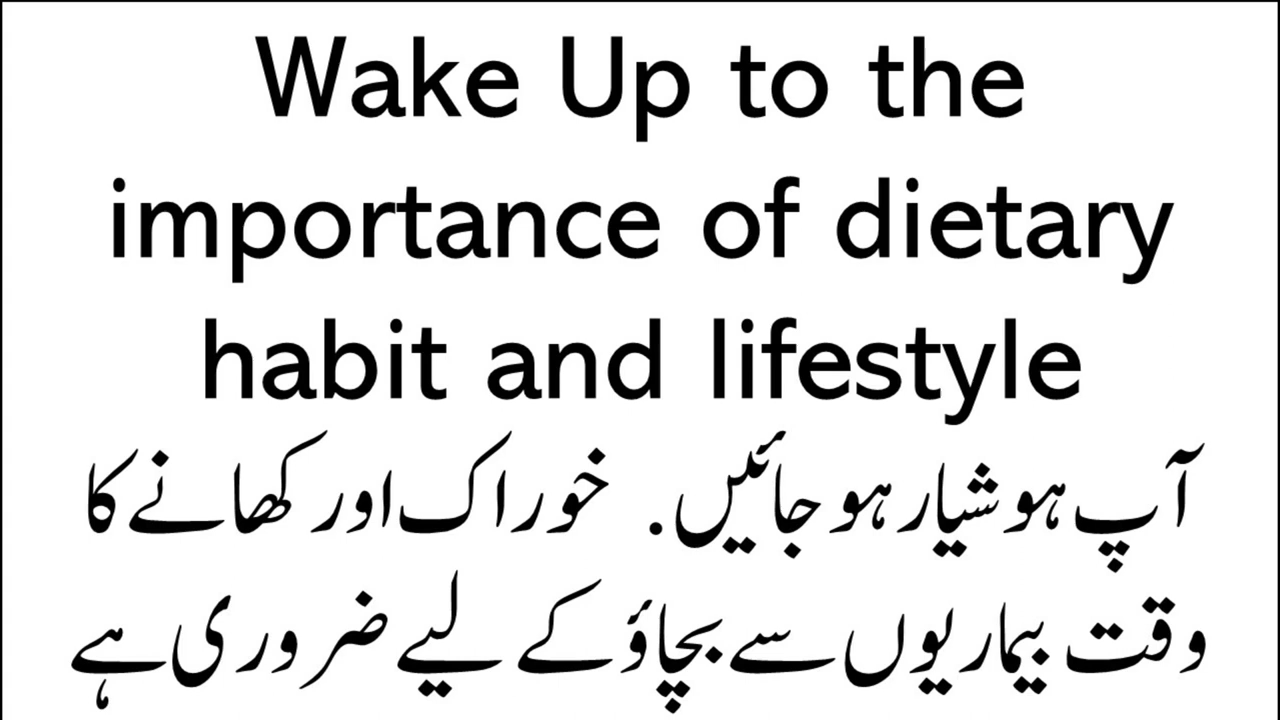 Wake Up to the
importance of dietary
habit and lifestyle
آپ ہوشیار ہو جائیں. خوراک اور کھانے کا
وقت بیماریوں سے بچاؤ کے لیے ضروری ہے